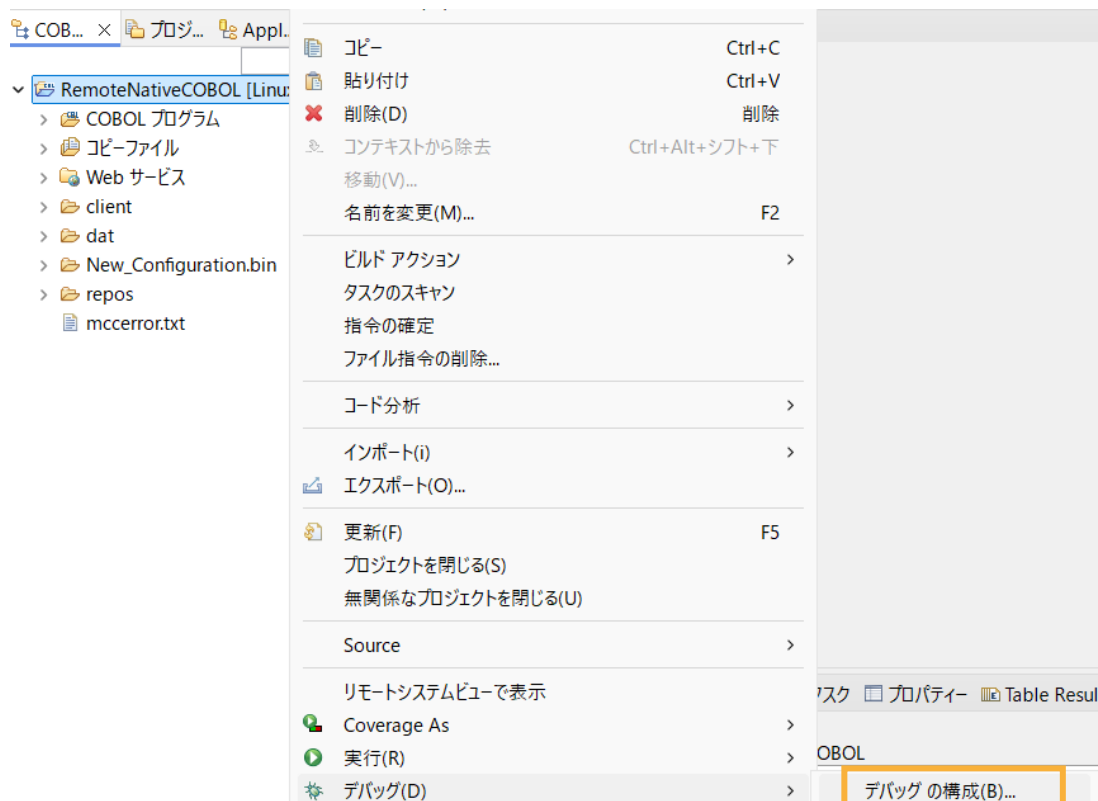 COB... × プロジ... Appl..
RemoteNativeCOBOL [Linu
COBOL プログラム
コピーファイル
Web サービス
client
dat
New_Configuration.bin
repos
mccerror.txt
コピー Ctrl+C
貼り付け Ctrl+V
削除(D) 削除
コンテキストから除去 Ctrl+Alt+シフト+下
移動(V)...
名前を変更(M)... F2
ビルド アクション
タスクのスキャン
指令の確定
ファイル指令の削除...
コード分析
インポート(i)
エクスポート(O)...
更新(F) F5
プロジェクトを閉じる(S)
無関係なプロジェクトを閉じる(U)
Source
リモートシステムビューで表示
Coverage As
実行(R)
デバッグ(D)
スク プロパティー Table Resul
OBOL
デバッグ の構成(B)...